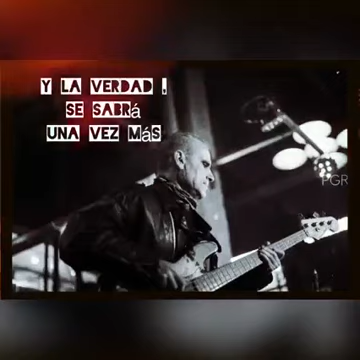 Y LA VERDAD ,
SE SABRá
UNA VEZ MáS
PGR